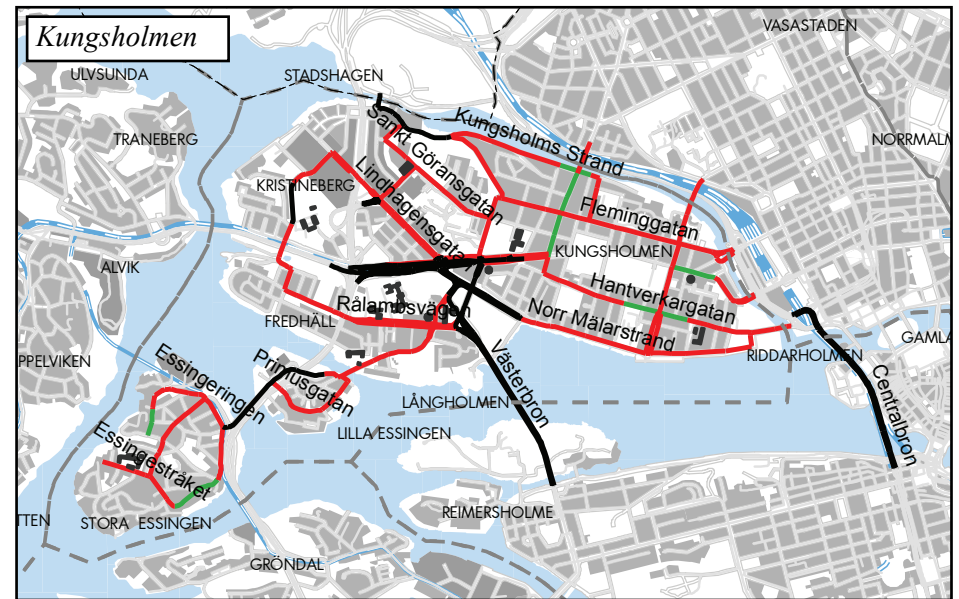 Kungsholmen
VASASTADEN
ULVSUNDA
STADSHAGEN
TRANEBERG
Sankt Göransgatan
Kungsholms Strand
NORRMALM
KRISTINEBERG
Lindhagensgatan
Fleminggatan
KUNGSHOLMEN
ALVIK
Hantverkargatan
Rålambsvägen
Norr Mälarstrand
FREDHÄLL
GAMLA
RIDDARHOLMEN
PPELVIKEN
Essingeringen
Primusgatan
Västerbron
Centralbron
LÅNGHOLMEN
LILLA ESSINGEN
Essingestråket
REIMERSHOLME
TTEN
STORA ESSINGEN
GRÖNDAL